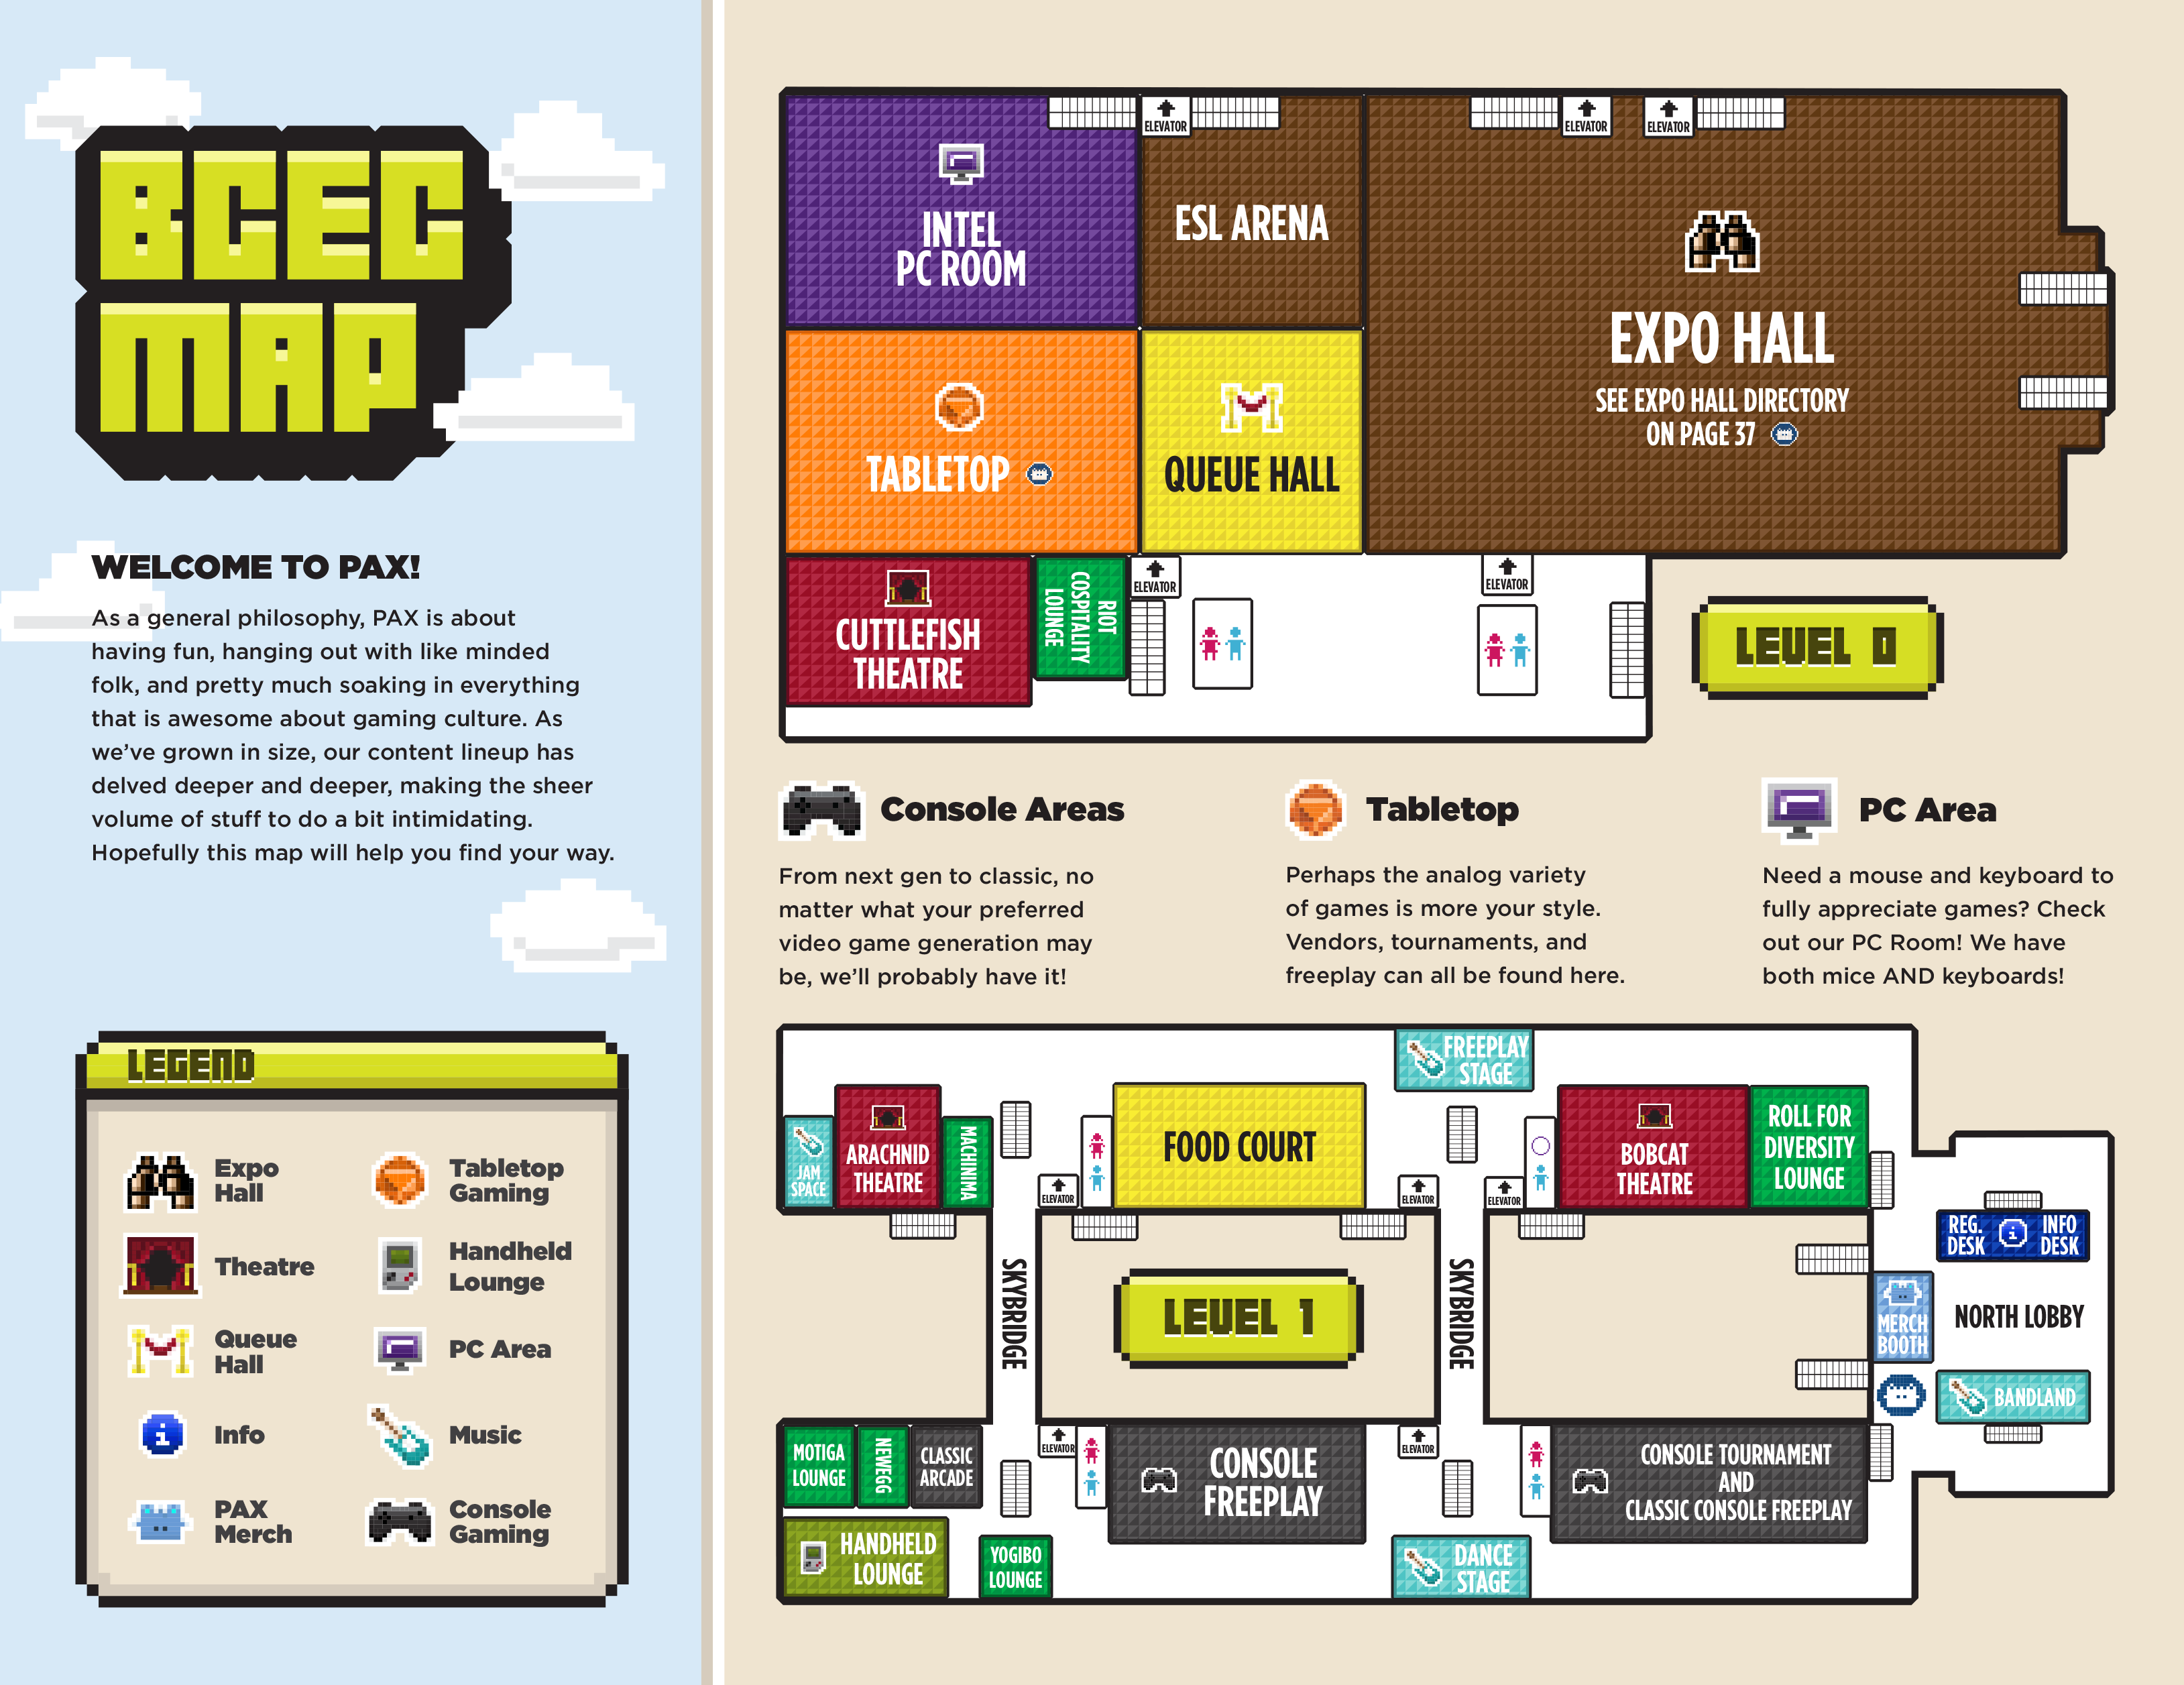 BCEC
MAP
WELCOME TO PAX!
As a general philosophy, PAX is about
having fun, hanging out with like minded
folk, and pretty much soaking in everything
that is awesome about gaming culture. As
we've grown in size, our content lineup has
delved deeper and deeper, making the sheer
volume of stuff to do a bit intimidating.
Hopefully this map will help you find your way.
LEGEND
Expo
Hall
Tabletop
Gaming
Theatre
Handheld
Lounge
Queue
Hall
PC Area
Info
Music
PAX
Merch
Console
Gaming
ELEVATOR
ELEVATOR
ELEVATOR
INTEL
PC ROOM
ESL ARENA
EXPO HALL
SEE EXPO HALL DIRECTORY
ON PAGE 37
TABLETOP
QUEUE HALL
CUTTLEFISH
THEATRE
RIOT
COSPITALITY
LOUNGE
ELEVATOR
ELEVATOR
LEVEL 0
Console Areas
From next gen to classic, no
matter what your preferred
video game generation may
be, we'll probably have it!
Tabletop
Perhaps the analog variety
of games is more your style.
Vendors, tournaments, and
freeplay can all be found here.
PC Area
Need a mouse and keyboard to
fully appreciate games? Check
out our PC Room! We have
both mice AND keyboards!
FREEPLAY
STAGE
JAM
SPACE
ARACHNID
THEATRE
MACHINIMA
ELEVATOR
FOOD COURT
ELEVATOR
ELEVATOR
BOBCAT
THEATRE
ROLL FOR
DIVERSITY
LOUNGE
REG.
DESK
INFO
DESK
SKYBRIDGE
LEVEL 1
SKYBRIDGE
MERCH
BOOTH
NORTH LOBBY
BANDLAND
MOTIGA
LOUNGE
NEWEGG
CLASSIC
ARCADE
ELEVATOR
CONSOLE
FREEPLAY
ELEVATOR
CONSOLE TOURNAMENT
AND
CLASSIC CONSOLE FREEPLAY
HANDHELD
LOUNGE
YOGIBO
LOUNGE
DANCE
STAGE